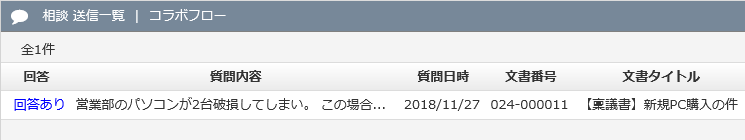 相談 送信一覧 | コラボフロー
全1件
回答 質問内容 質問日時 文書番号 文書タイトル
回答あり 営業部のパソコンが2台破損してしまい。 この場合... 2018/11/27 024-000011 【稟議書】新規PC購入の件